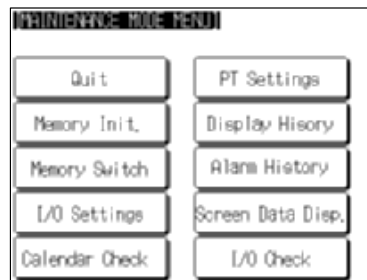 [MAINTENANCE MODE MENU]
Quit
PT Settings
Memory Init.
Display Hisory
Memory Switch
Alarm History
I/O Settings
Screen Data Disp.
Calendar Check
I/O Check